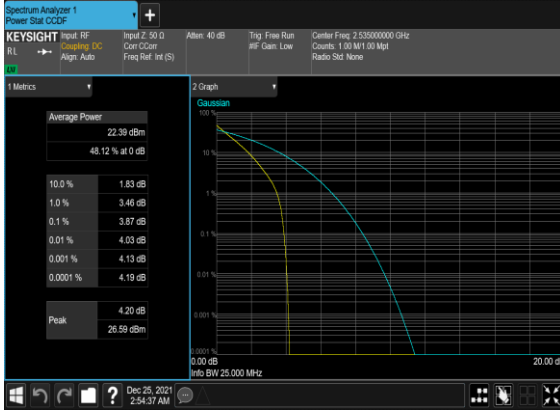 Spectrum Analyzer 1
Power Stat CCDF
+
KEYSIGHT
RL
Input: RF
Coupling: DC
Align: Auto
Input Z: 50 Ω
Corr CCorr
Freq Ref: Int (S)
Atten: 40 dB
Trig: Free Run
#IF Gain: Low
Center Freq: 2.535000000 GHz
Counts: 1.00 M/1.00 Mpt
Radio Std: None
1 Metrics
Average Power
22.39 dBm
48.12 % at 0 dB
10.0 % 1.83 dB
1.0 % 3.46 dB
0.1 % 3.87 dB
0.01 % 4.03 dB
0.001 % 4.13 dB
0.0001 % 4.19 dB
Peak
4.20 dB
26.59 dBm
2 Graph
Gaussian
100 %
10 %
1 %
0.1 %
0.01 %
0.001 %
0.0001 %
0.00 dB
20.00 d
Info BW 25.000 MHz
?
Dec 25, 2021
2:54:37 AM